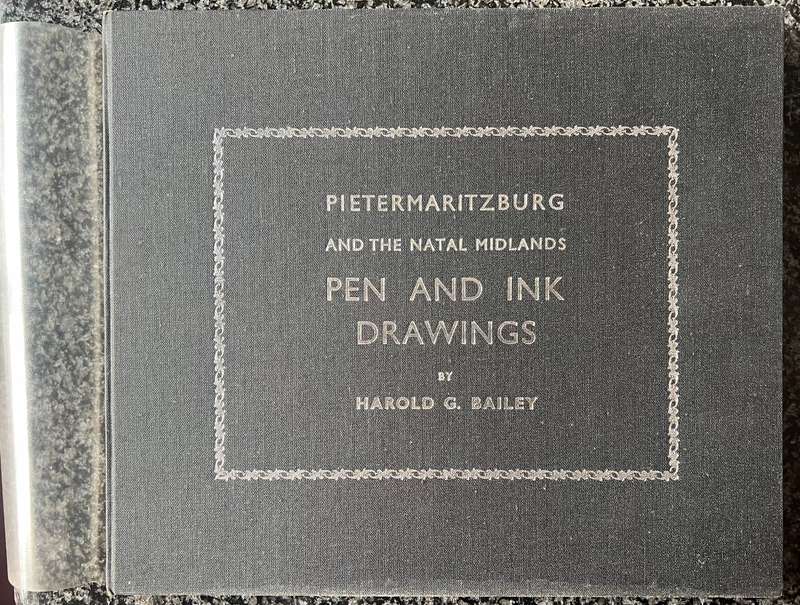 PIETERMARITZBURG
AND THE NATAL MIDLANDS
PEN AND INK
DRAWINGS
BY
HAROLD G. BAILEY